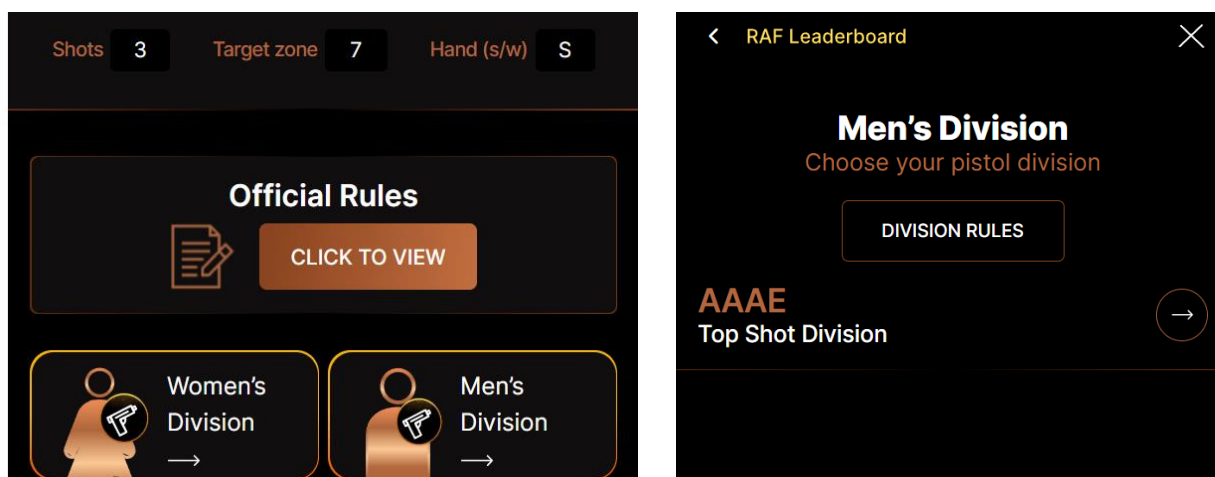 Shots 3 Target zone 7 Hand (s/w) S
Official Rules
CLICK TO VIEW
Women's
Division
Men's
Division
RAF Leaderboard
Men's Division
Choose your pistol division
DIVISION RULES
AAAE
Top Shot Division